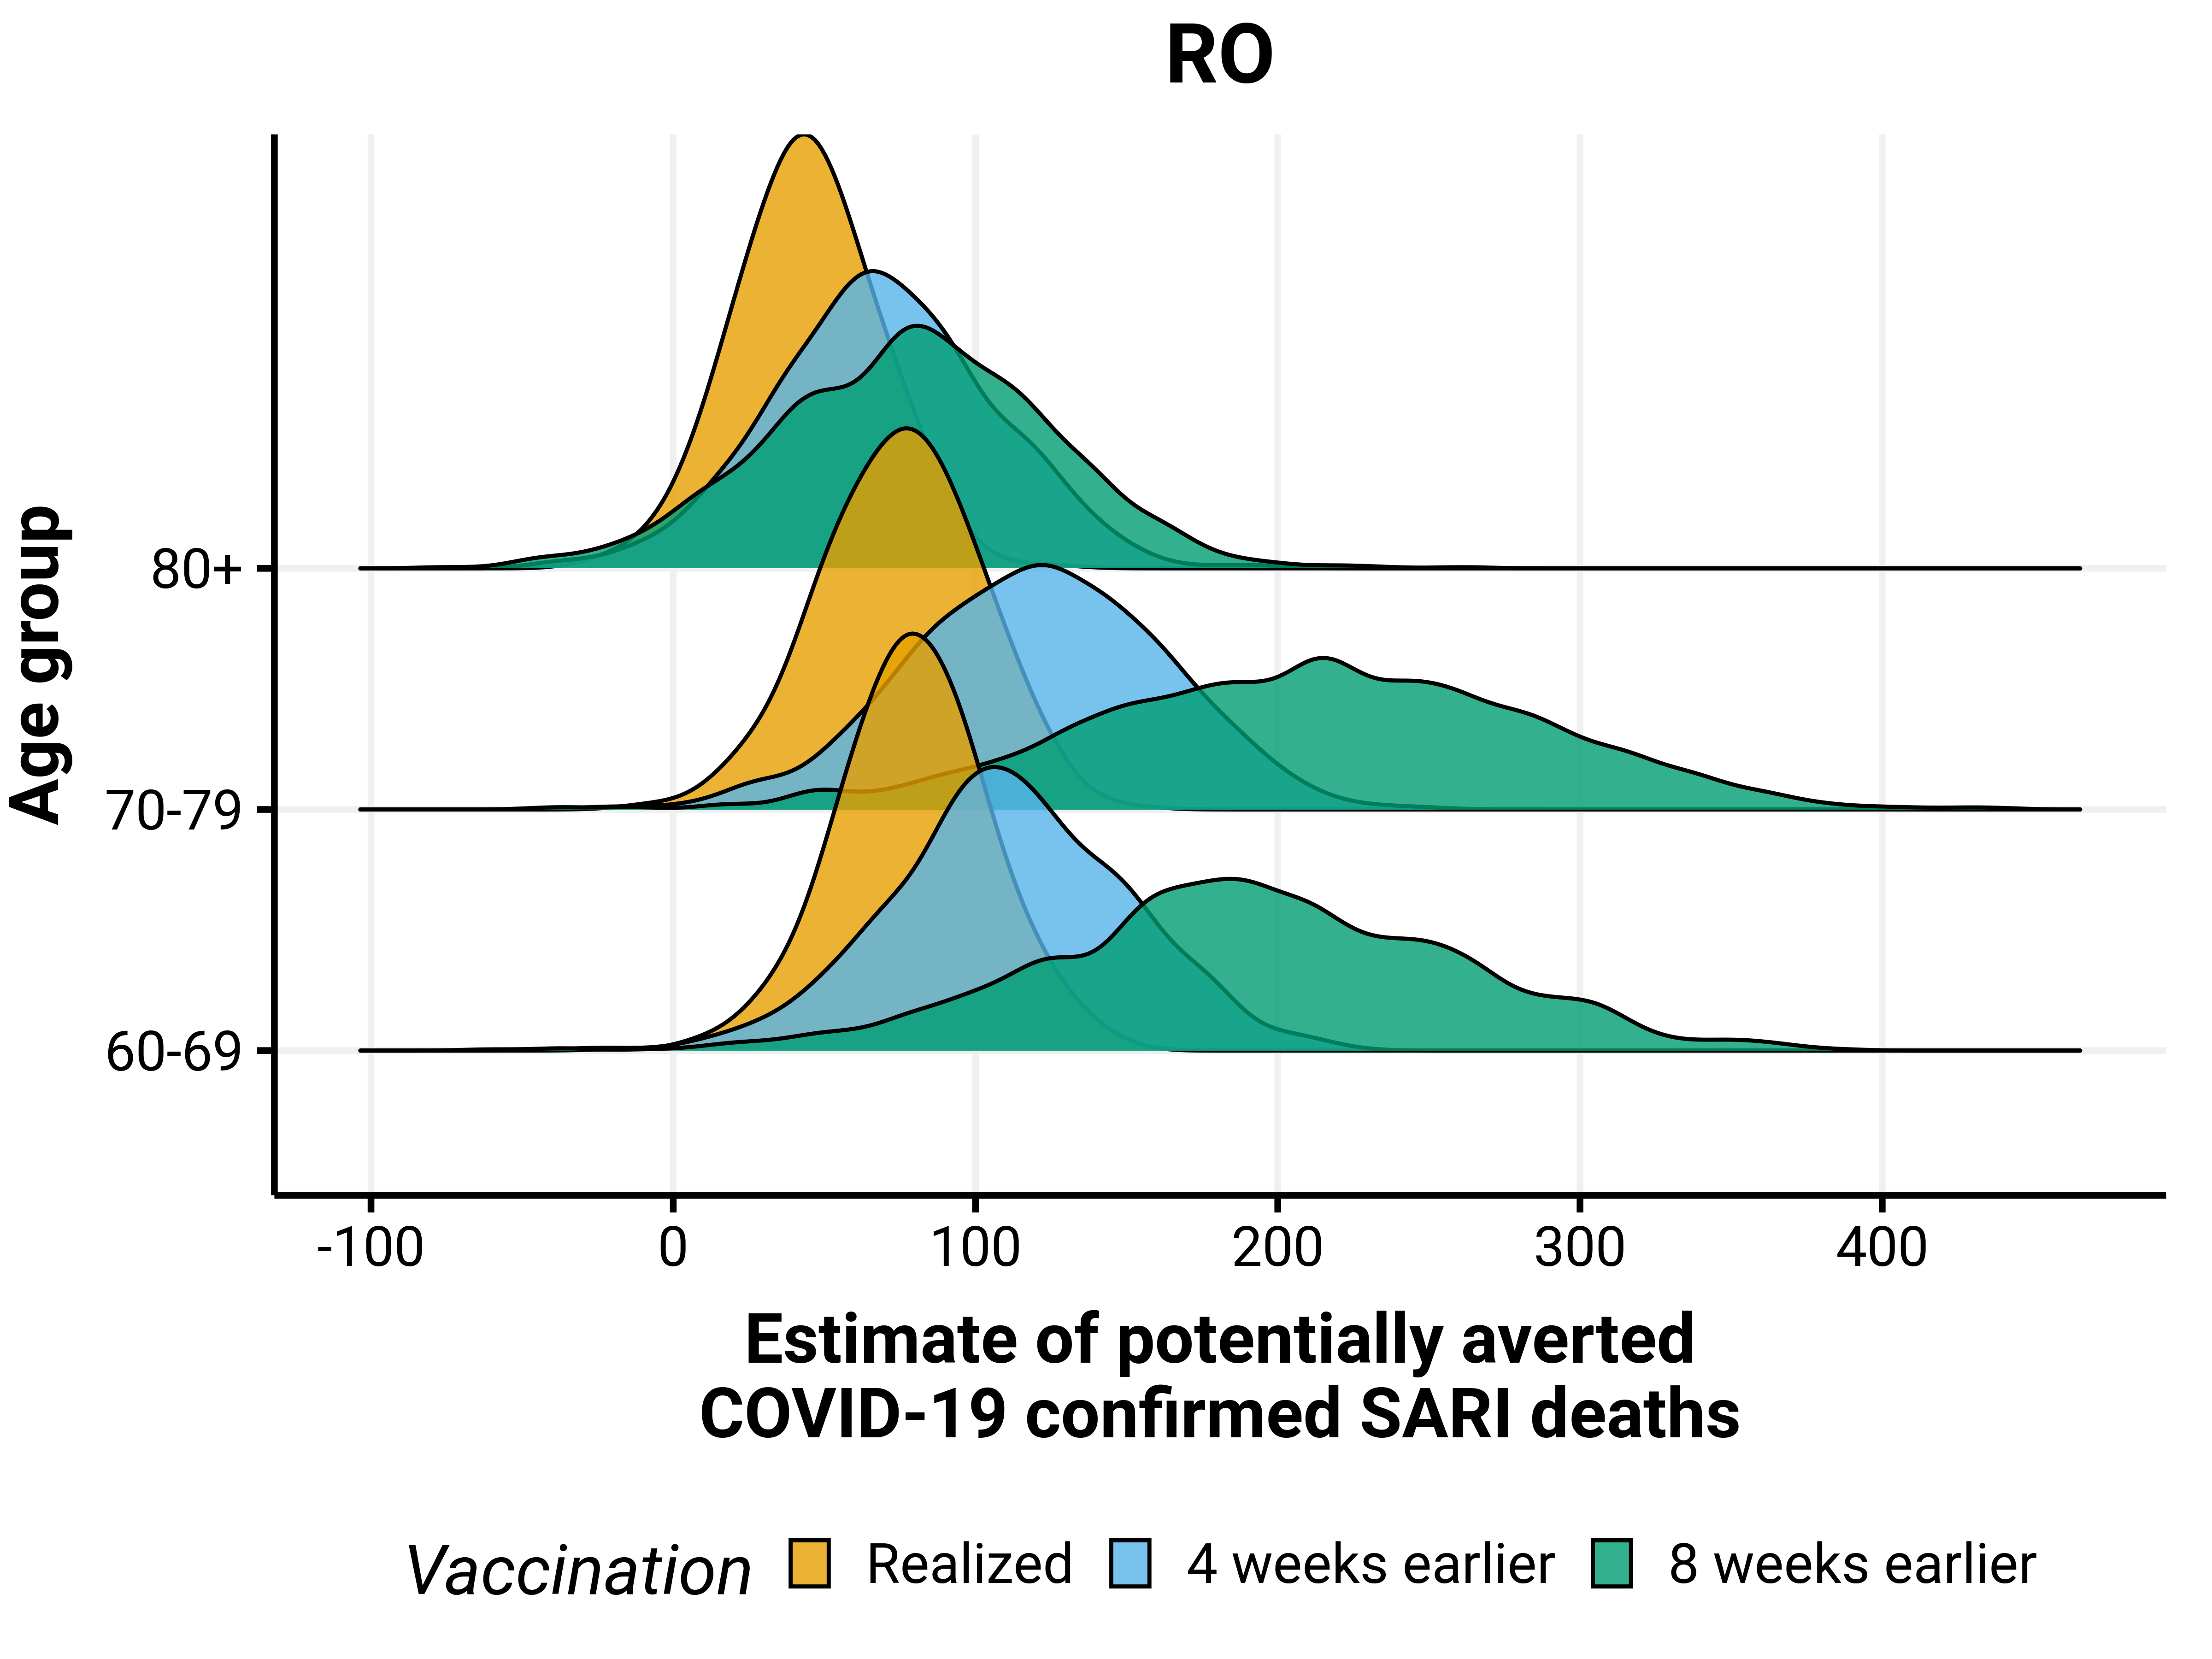 RO
Age group
80+
70-79
60-69
-100 0 100 200 300 400
Estimate of potentially averted
COVID-19 confirmed SARI deaths
Vaccination Realized 4 weeks earlier 8 weeks earlier